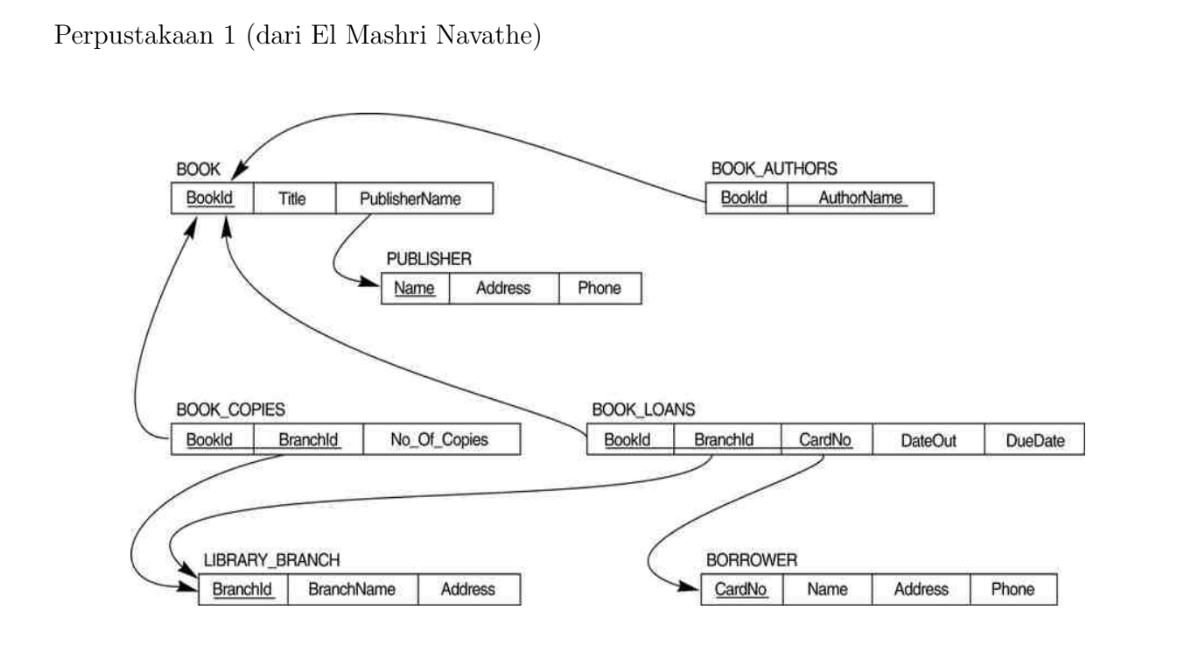 Perpustakaan 1 (dari El Mashri Navathe)
BOOK
BookId Title PublisherName
BOOK_AUTHORS
BookId AuthorName
PUBLISHER
Name Address Phone
BOOK_COPIES
BookId BranchId No_Of_Copies
BOOK_LOANS
BookId BranchId CardNo DateOut DueDate
LIBRARY_BRANCH
BranchId BranchName Address
BORROWER
CardNo Name Address Phone